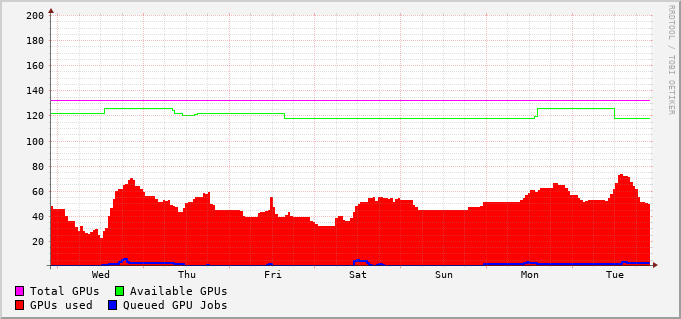 200
180
160
140
120
100
80
60
40
20
Wed Thu Fri Sat Sun Mon Tue
Total GPUs Available GPUs
GPUs used Queued GPU Jobs
RRDTOOL / TOBI OETIKER